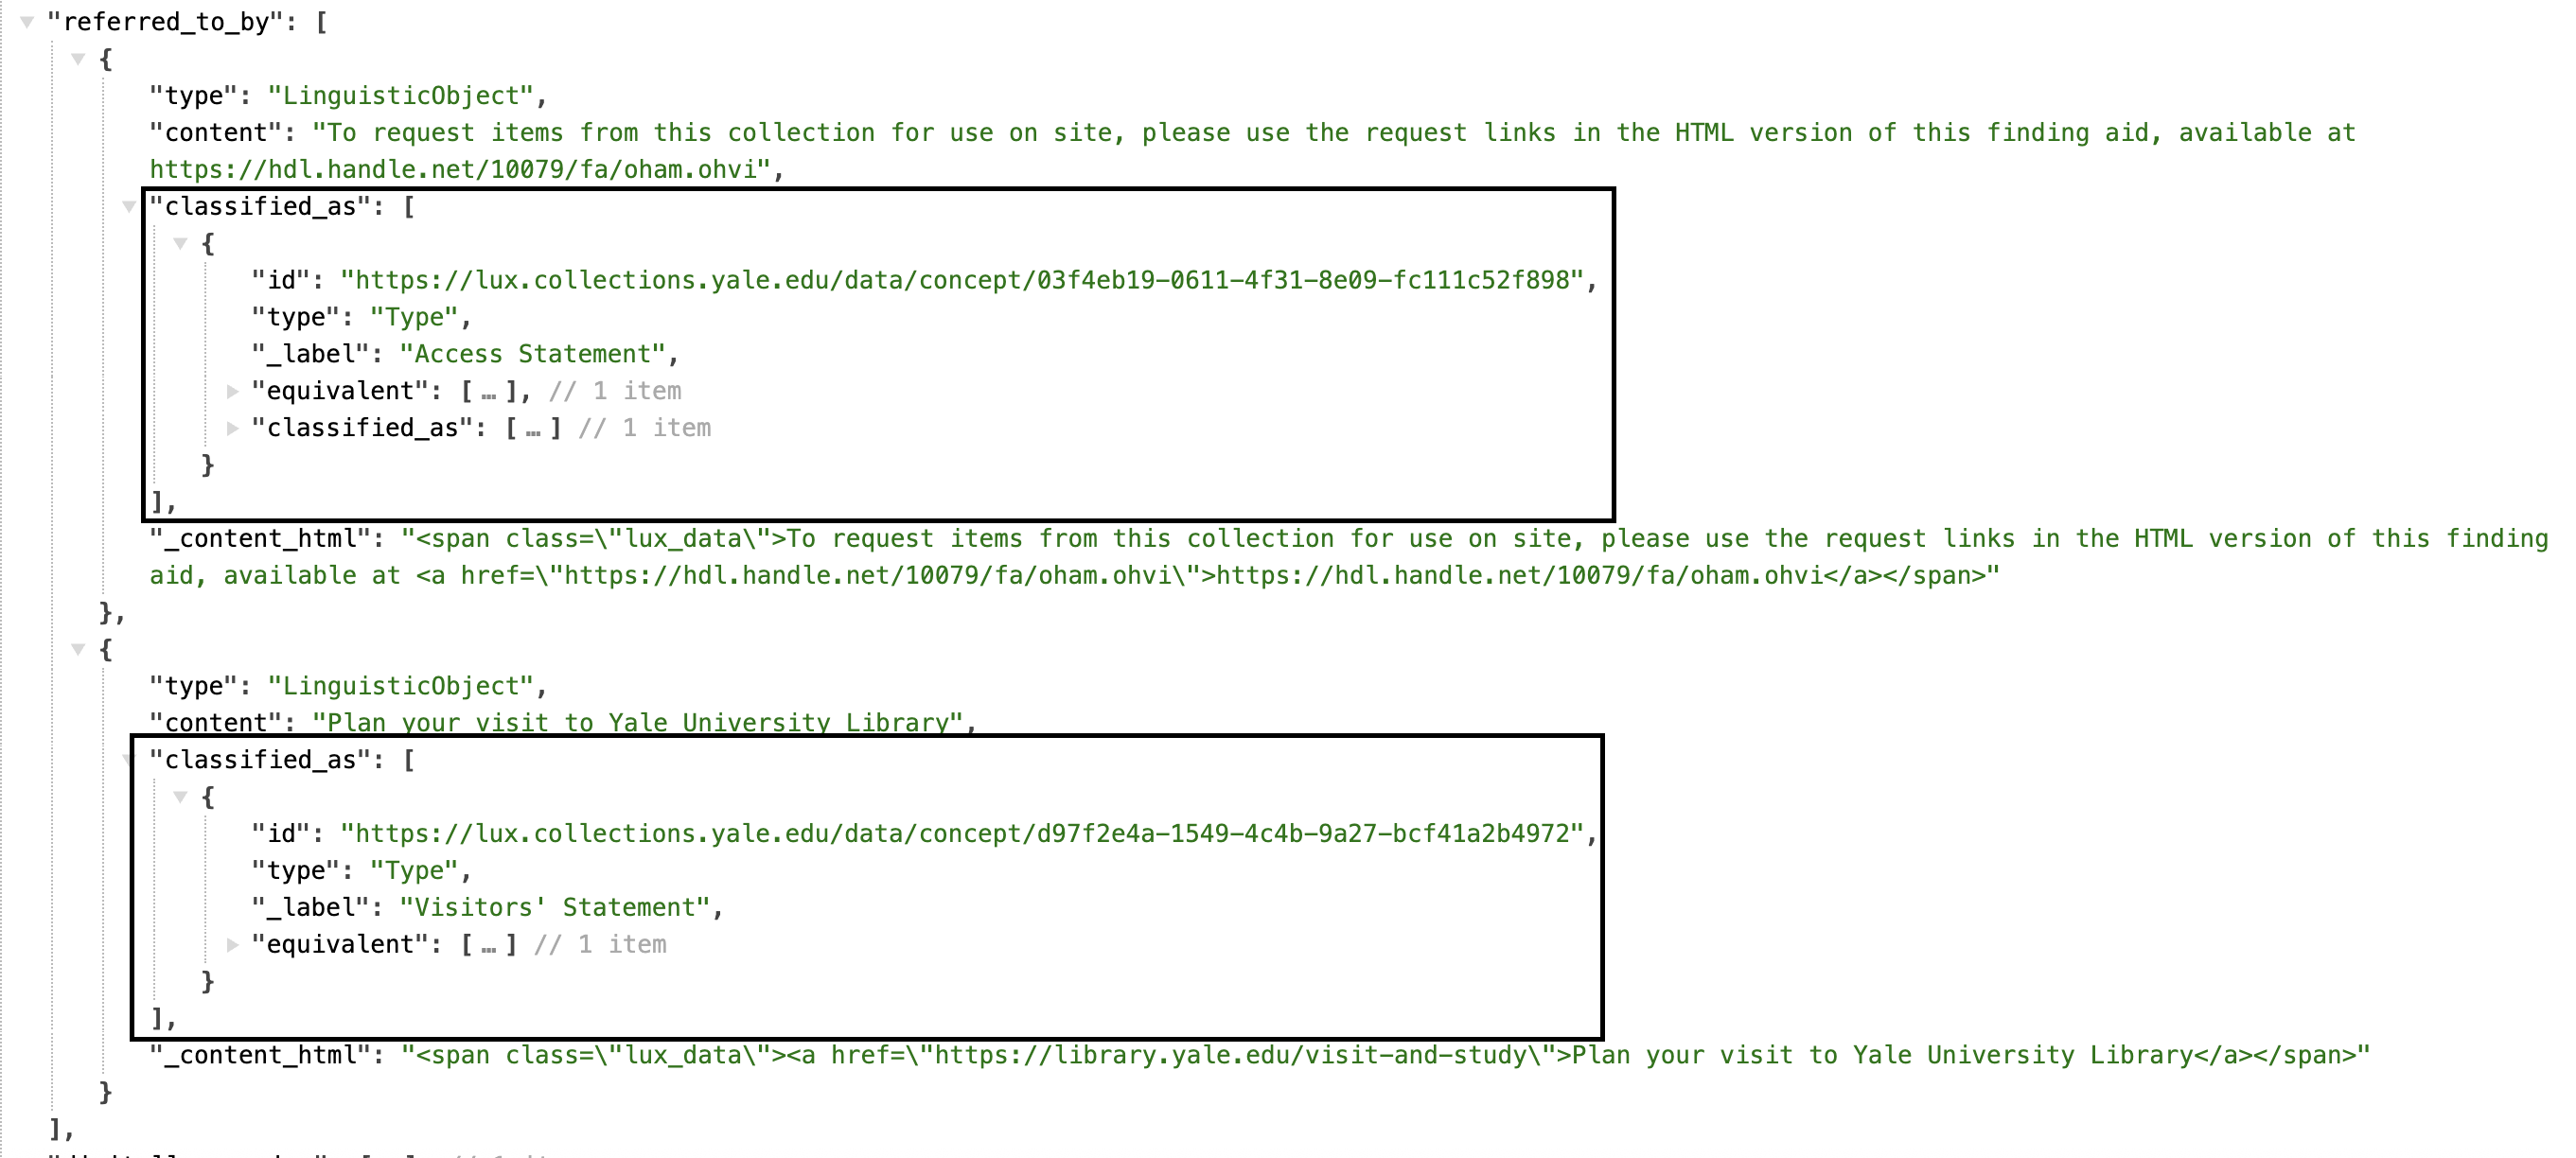 "referred_to_by": [
{
"type": "LinguisticObject",
"content": "To request items from this collection for use on site, please use the request links in the HTML version of this finding aid, available at
https://hdl.handle.net/10079/fa/oham.ohvi",
"classified_as": [
{
"id": "https://lux.collections.yale.edu/data/concept/03f4eb19-0611-4f31-8e09-fc111c52f898",
"type": "Type",
"_label": "Access Statement",
"equivalent": [ … ], // 1 item
"classified_as": [ … ] // 1 item
}
],
"_content_html": "<span class=\"lux_data\">To request items from this collection for use on site, please use the request links in the HTML version of this finding
aid, available at <a href=\"https://hdl.handle.net/10079/fa/oham.ohvi\">https://hdl.handle.net/10079/fa/oham.ohvi</a></span>"
},
{
"type": "LinguisticObject",
"content": "Plan your visit to Yale University Library",
"classified_as": [
{
"id": "https://lux.collections.yale.edu/data/concept/d97f2e4a-1549-4c4b-9a27-bcf41a2b4972",
"type": "Type",
"_label": "Visitors' Statement",
"equivalent": [ … ] // 1 item
}
],
"_content_html": "<span class=\"lux_data\"><a href=\"https://library.yale.edu/visit-and-study\">Plan your visit to Yale University Library</a></span>"
}
],